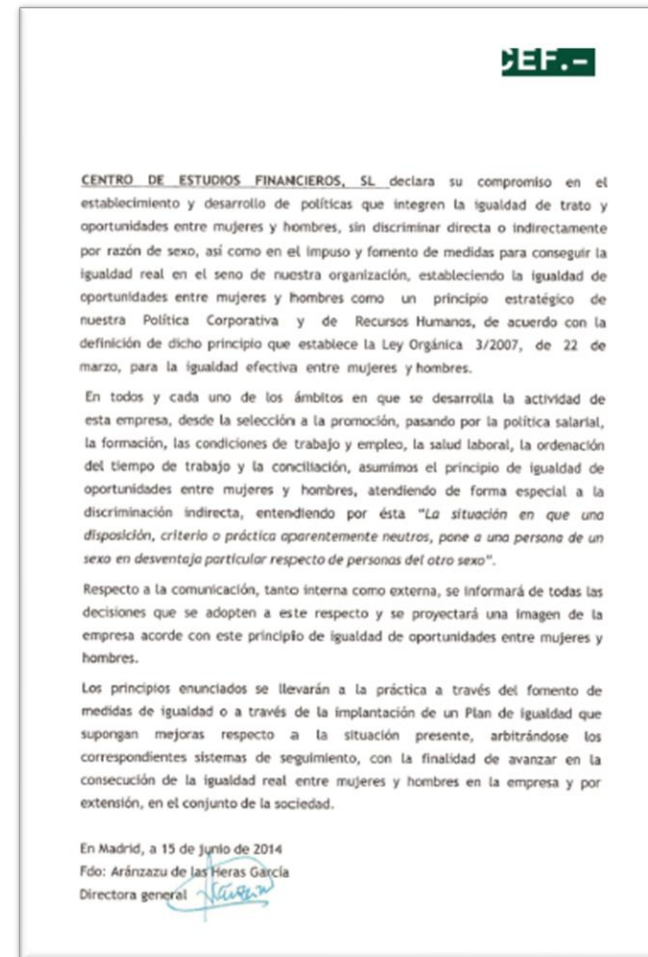 CEF.–
CENTRO DE ESTUDIOS FINANCIEROS, SL declara su compromiso en el
establecimiento y desarrollo de políticas que integren la igualdad de trato y
oportunidades entre mujeres y hombres, sin discriminar directa o indirectamente
por razón de sexo, así como en el impuso y fomento de medidas para conseguir la
igualdad real en el seno de nuestra organización, estableciendo la igualdad de
oportunidades entre mujeres y hombres como un principio estratégico de
nuestra Política Corporativa y de Recursos Humanos, de acuerdo con la
definición de dicho principio que establece la Ley Orgánica 3/2007, de 22 de
marzo, para la igualdad efectiva entre mujeres y hombres.
En todos y cada uno de los ámbitos en que se desarrolla la actividad de
esta empresa, desde la selección a la promoción, pasando por la política salarial,
la formación, las condiciones de trabajo y empleo, la salud laboral, la ordenación
del tiempo de trabajo y la conciliación, asumimos el principio de igualdad de
oportunidades entre mujeres y hombres, atendiendo de forma especial a la
discriminación indirecta, entendiendo por ésta "La situación en que una
disposición, criterio o práctica aparentemente neutros, pone a una persona de un
sexo en desventaja particular respecto de personas del otro sexo".
Respecto a la comunicación, tanto interna como externa, se informará de todas las
decisiones que se adopten a este respecto y se proyectará una imagen de la
empresa acorde con este principio de igualdad de oportunidades entre mujeres y
hombres.
Los principios enunciados se llevarán a la práctica a través del fomento de
medidas de igualdad o a través de la implantación de un Plan de igualdad que
supongan mejoras respecto a la situación presente, arbitrándose los
correspondientes sistemas de seguimiento, con la finalidad de avanzar en la
consecución de la igualdad real entre mujeres y hombres en la empresa y por
extensión, en el conjunto de la sociedad.
En Madrid, a 15 de junio de 2014
Fdo: Aránzazu de las Heras García
Directora general